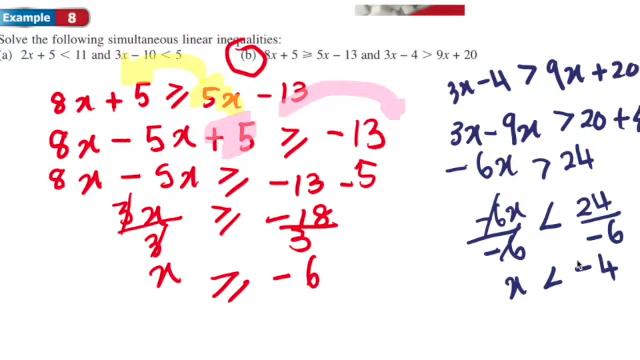 Example 8
Solve the following simultaneous linear inequalities:
(a) 2x + 5 < 11 and 3x − 10 < 5 (b) 8x + 5 ⩾ 5x − 13 and 3x − 4 > 9x + 20
8x + 5 ⩾ 5x − 13
8x − 5x + 5 ⩾ −13
8x − 5x ⩾ −13 − 5
3x/3 ⩾ −18/3
x ⩾ −6
3x − 4 > 9x + 20
3x − 9x > 20 + 4
−6x > 24
−6x/−6 < 24/−6
x < −4